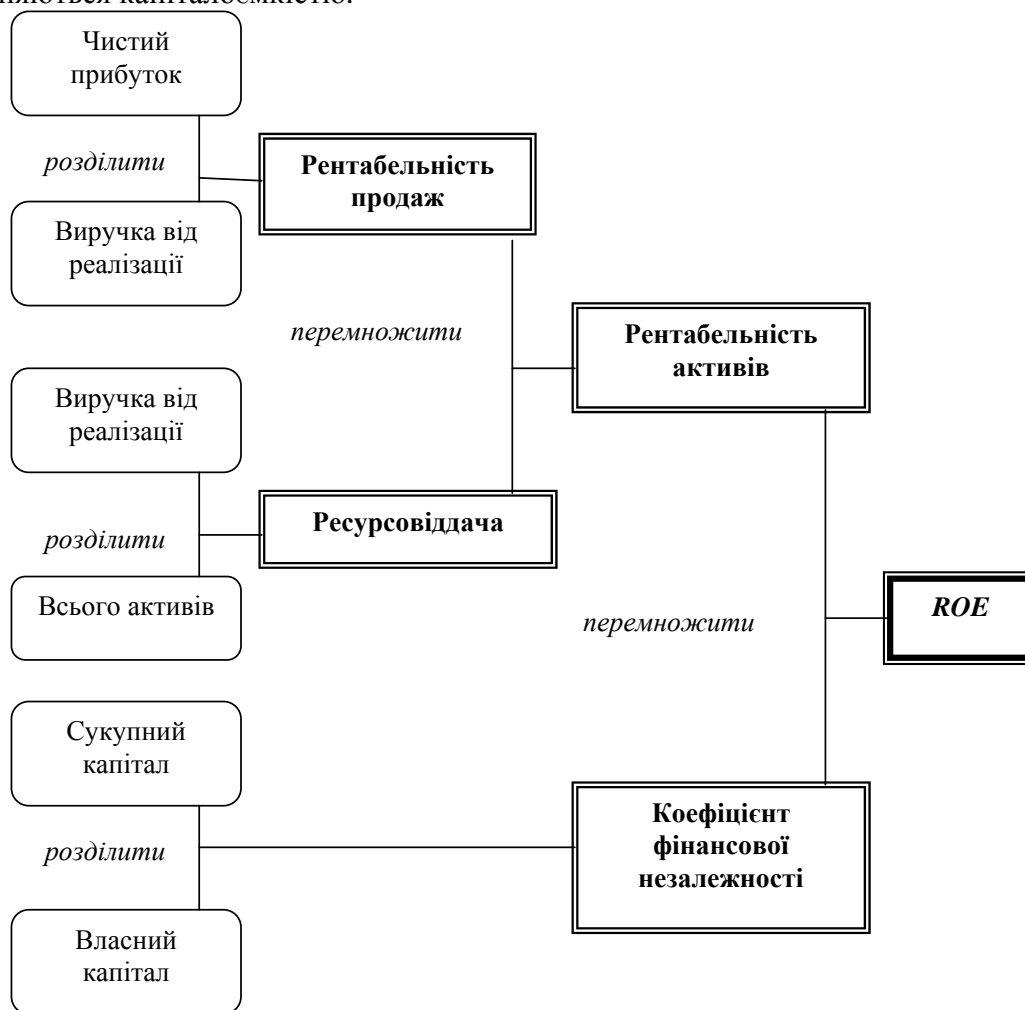 Чистий
прибуток
розділити
Рентабельність
продаж
Виручка від
реалізації
перемножити
Рентабельність
активів
Виручка від
реалізації
Ресурсовіддача
розділити
Всього активів
ROE
перемножити
Сукупний
капітал
Коефіцієнт
фінансової
незалежності
розділити
Власний
капітал